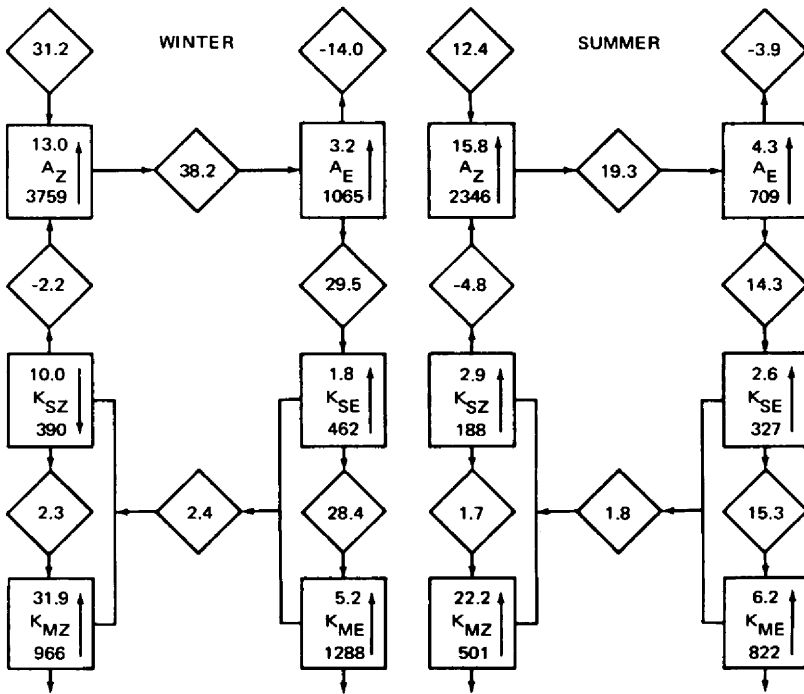 31.2 WINTER -14.0 12.4 SUMMER -3.9
13.0 3.2 15.8 4.3
A_Z 38.2 A_E A_Z 19.3 A_E
3759 1065 2346 709
-2.2 29.5 -4.8 14.3
10.0 1.8 2.9 2.6
K_SZ K_SE K_SZ K_SE
390 462 188 327
2.3 2.4 28.4 1.7 1.8 15.3
31.9 5.2 22.2 6.2
K_MZ K_ME K_MZ K_ME
966 1288 501 822